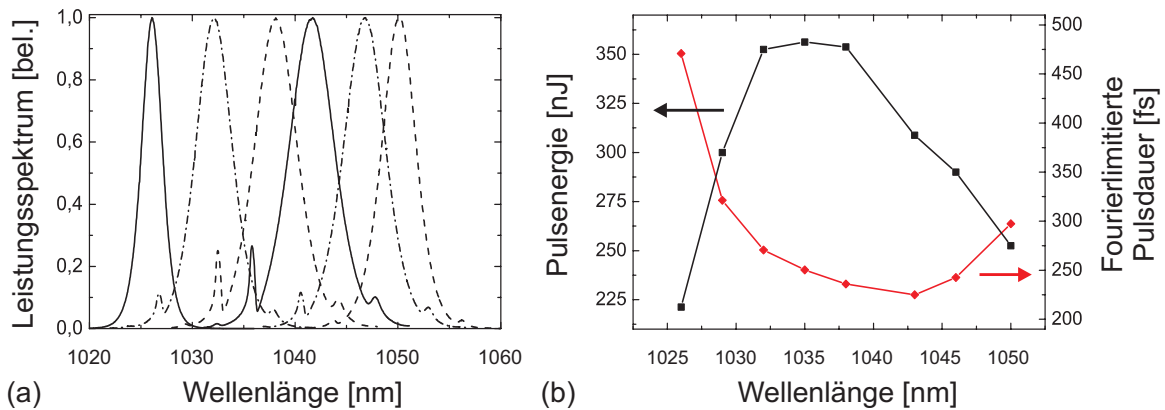 Leistungsspektrum [bel.]
1,0
0,8
0,6
0,4
0,2
0,0
1020 1030 1040 1050 1060
Wellenlänge [nm]
(a)
Pulsenergie [nJ]
350
325
300
275
250
225
1025 1030 1035 1040 1045 1050
Wellenlänge [nm]
500
475
450
400
350
300
250
200
Fourierlimitierte
Pulsdauer [fs]
(b)